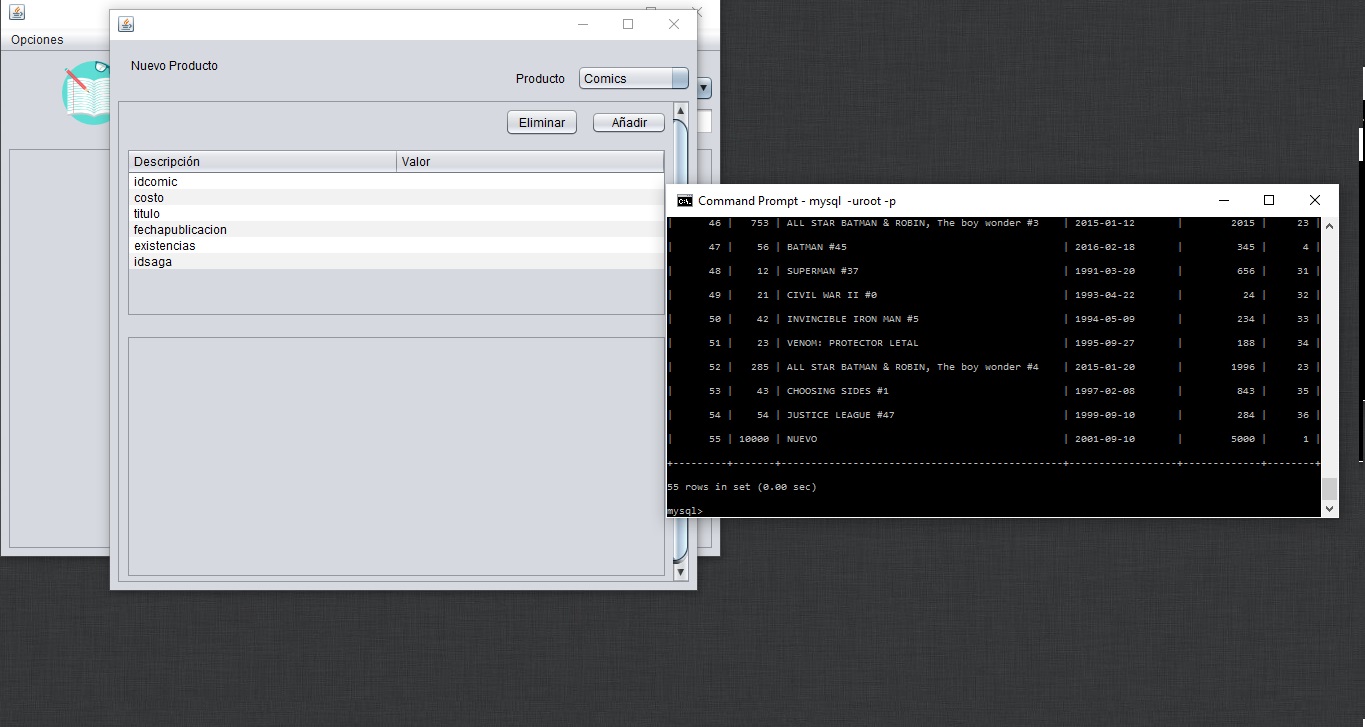 Opciones
Nuevo Producto
Producto Comics
Eliminar Añadir
Descripción Valor
idcomic
costo
titulo
fechapublicacion
existencias
idsaga
Command Prompt - mysql -uroot -p
| 46 | 753 | ALL STAR BATMAN & ROBIN, The boy wonder #3 | 2015-01-12 | 2015 | 23 |
| 47 | 56 | BATMAN #45 | 2016-02-18 | 345 | 4 |
| 48 | 12 | SUPERMAN #37 | 1991-03-20 | 656 | 31 |
| 49 | 21 | CIVIL WAR II #0 | 1993-04-22 | 24 | 32 |
| 50 | 42 | INVINCIBLE IRON MAN #5 | 1994-05-09 | 234 | 33 |
| 51 | 23 | VENOM: PROTECTOR LETAL | 1995-09-27 | 188 | 34 |
| 52 | 285 | ALL STAR BATMAN & ROBIN, The boy wonder #4 | 2015-01-20 | 1996 | 23 |
| 53 | 43 | CHOOSING SIDES #1 | 1997-02-08 | 843 | 35 |
| 54 | 54 | JUSTICE LEAGUE #47 | 1999-09-10 | 284 | 36 |
| 55 | 10000 | NUEVO | 2001-09-10 | 5000 | 1 |
55 rows in set (0.00 sec)
mysql>